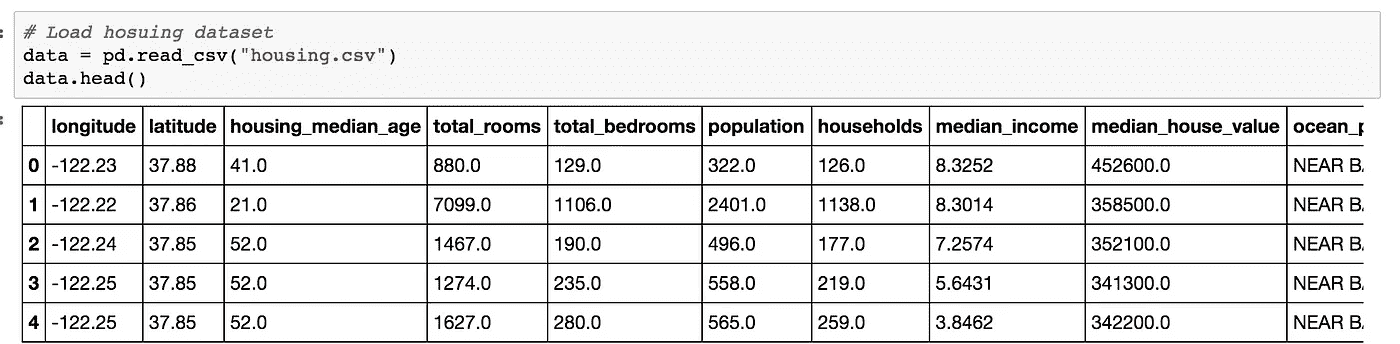 # Load hosuing dataset
data = pd.read_csv("housing.csv")
data.head()
longitude latitude housing_median_age total_rooms total_bedrooms population households median_income median_house_value ocean_p
0 -122.23 37.88 41.0 880.0 129.0 322.0 126.0 8.3252 452600.0 NEAR B
1 -122.22 37.86 21.0 7099.0 1106.0 2401.0 1138.0 8.3014 358500.0 NEAR B
2 -122.24 37.85 52.0 1467.0 190.0 496.0 177.0 7.2574 352100.0 NEAR B
3 -122.25 37.85 52.0 1274.0 235.0 558.0 219.0 5.6431 341300.0 NEAR B
4 -122.25 37.85 52.0 1627.0 280.0 565.0 259.0 3.8462 342200.0 NEAR B